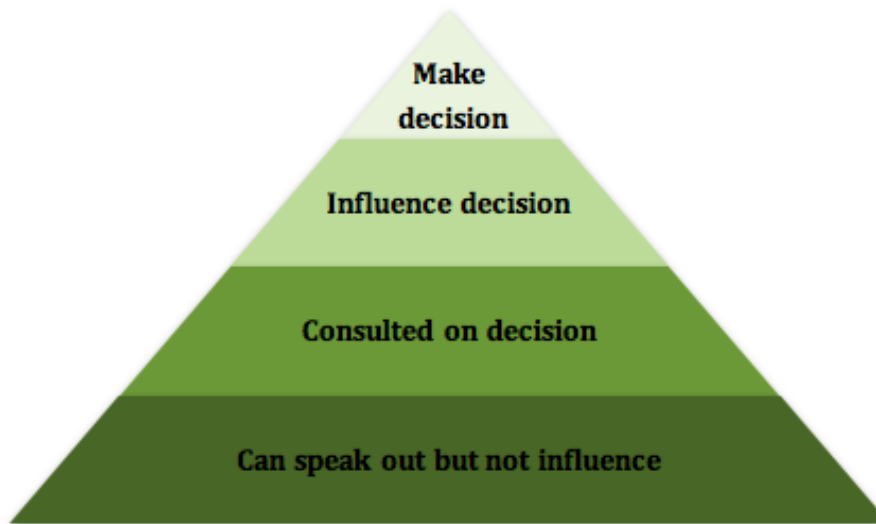 Make
decision
Influence decision
Consulted on decision
Can speak out but not influence